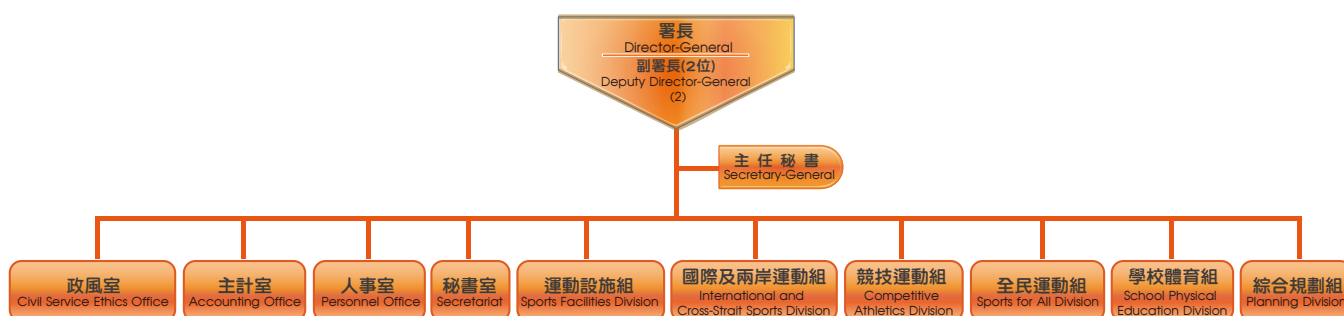 署長
Director-General
副署長(2位)
Deputy Director-General
(2)
主任秘書
Secretary-General
政風室
Civil Service Ethics Office
主計室
Accounting Office
人事室
Personnel Office
秘書室
Secretariat
運動設施組
Sports Facilities Division
國際及兩岸運動組
International and
Cross-Strait Sports Division
競技運動組
Competitive
Athletics Division
全民運動組
Sports for All Division
學校體育組
School Physical
Education Division
綜合規劃組
Planning Division